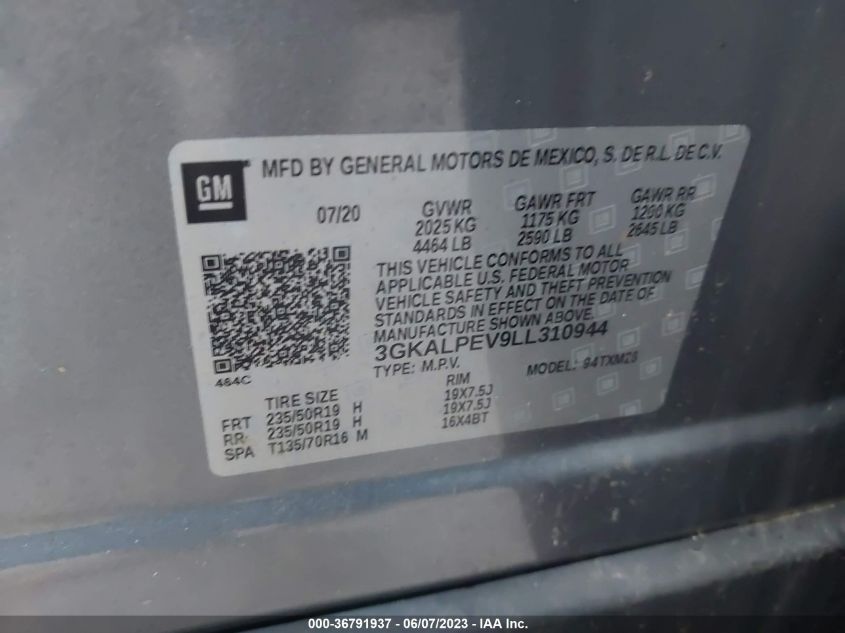 GM
MFD BY GENERAL MOTORS DE MEXICO, S. DE R.L. DE C.V.
07/20
GVWR
2025 KG
4464 LB
GAWR FRT
1175 KG
2590 LB
GAWR RR
1200 KG
2645 LB
THIS VEHICLE CONFORMS TO ALL
APPLICABLE U.S. FEDERAL MOTOR
VEHICLE SAFETY AND THEFT PREVENTION
STANDARDS IN EFFECT ON THE DATE OF
MANUFACTURE SHOWN ABOVE.
3GKALPEV9LL310944
TYPE: M.P.V.
MODEL: 94TXM26
484C
TIRE SIZE
RIM
FRT 235/50R19 H 19X7.5J
RR 235/50R19 H 19X7.5J
SPA T135/70R16 M 16X4BT
000-36791937 - 06/07/2023 - IAA Inc.